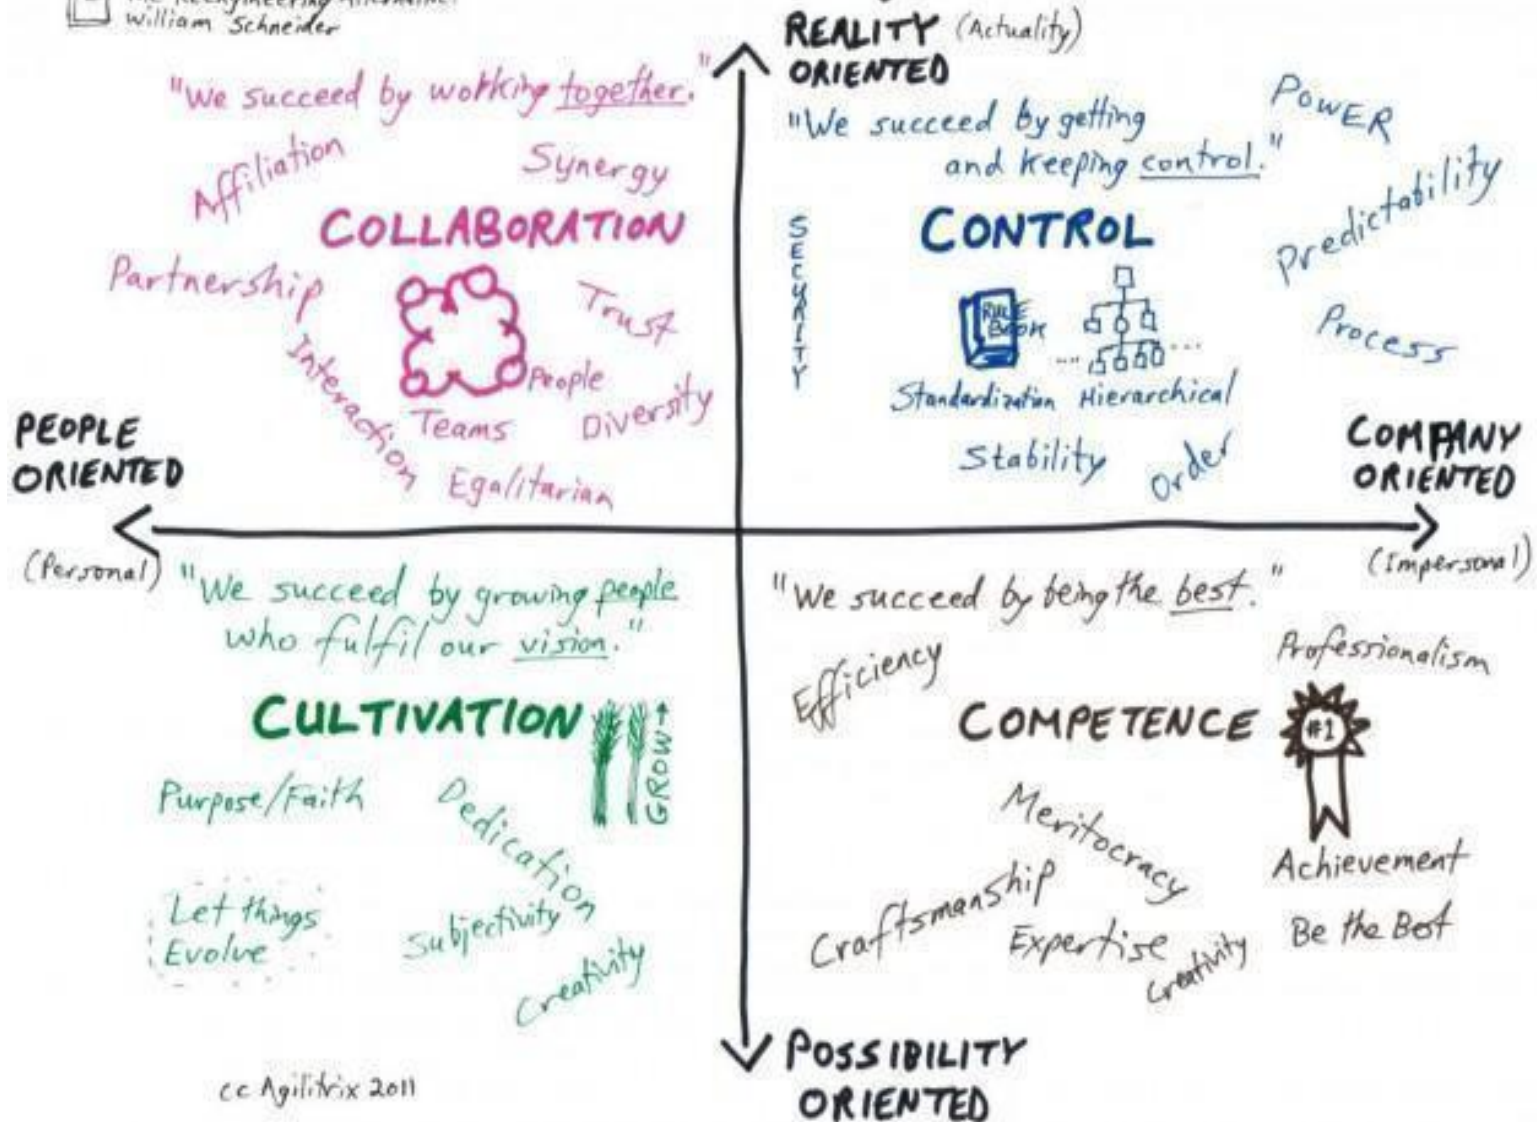 William Schneider
REALITY (Actuality)
ORIENTED
"We succeed by working together."
Affiliation
Synergy
COLLABORATION
Partnership
Trust
Interaction
People
Teams
Diversity
Egalitarian
"We succeed by getting
and keeping control."
POWER
Predictability
SECURITY
CONTROL
RULE
BOOK
Process
Standardization Hierarchical
Stability
Order
PEOPLE
ORIENTED
(Personal)
COMPANY
ORIENTED
(Impersonal)
"We succeed by growing people
who fulfil our vision."
CULTIVATION
GROW
Purpose/Faith
Dedication
Let things
Evolve
Subjectivity
Creativity
"We succeed by being the best."
Efficiency
Professionalism
COMPETENCE
#1
Meritocracy
Craftsmanship
Achievement
Expertise
Be the Best
Creativity
POSSIBILITY
ORIENTED
cc Agilitrix 2011